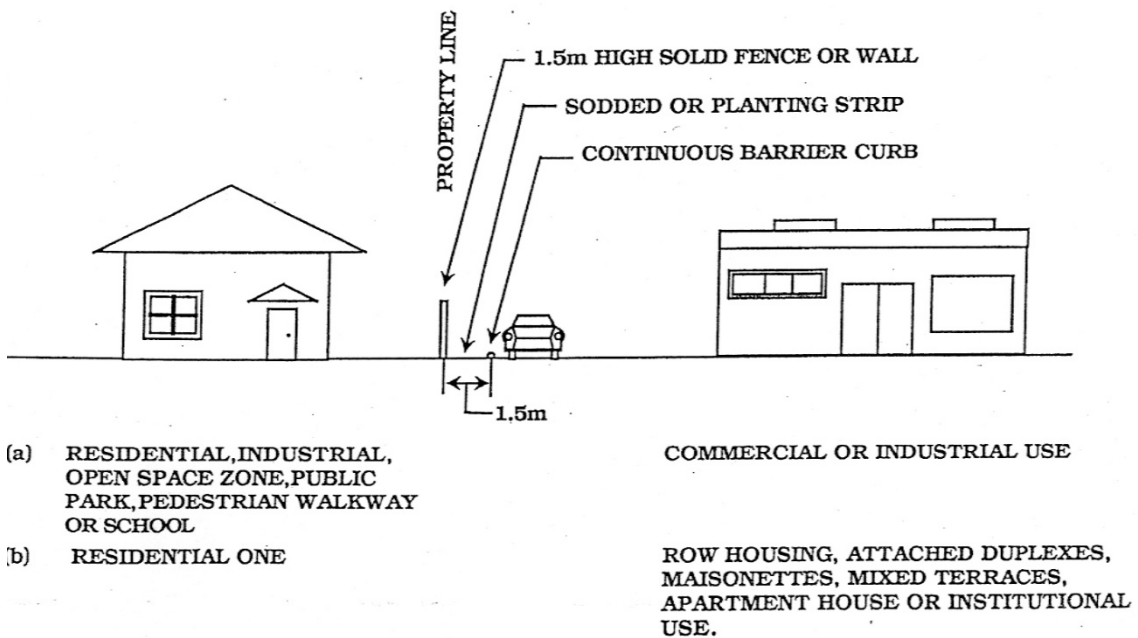 PROPERTY LINE
1.5m HIGH SOLID FENCE OR WALL
SODDED OR PLANTING STRIP
CONTINUOUS BARRIER CURB
1.5m
(a) RESIDENTIAL,INDUSTRIAL,
OPEN SPACE ZONE,PUBLIC
PARK,PEDESTRIAN WALKWAY
OR SCHOOL
COMMERCIAL OR INDUSTRIAL USE
(b) RESIDENTIAL ONE
ROW HOUSING, ATTACHED DUPLEXES,
MAISONETTES, MIXED TERRACES,
APARTMENT HOUSE OR INSTITUTIONAL
USE.